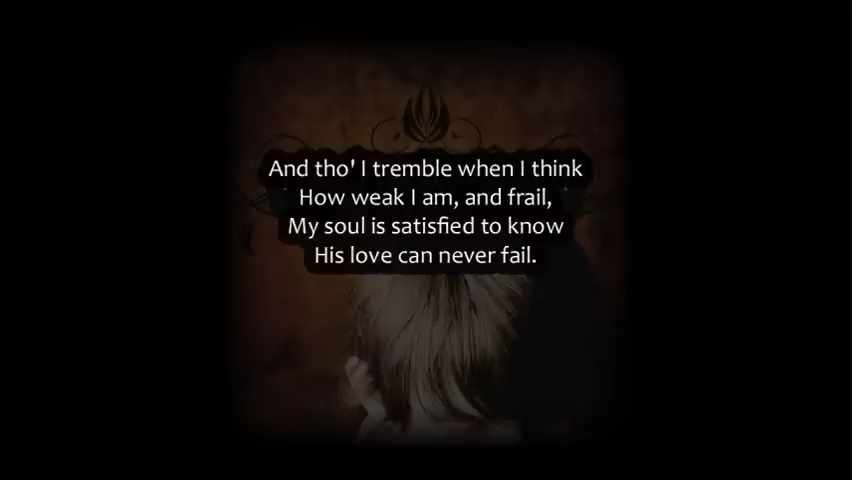 And tho' I tremble when I think
How weak I am, and frail,
My soul is satisfied to know
His love can never fail.